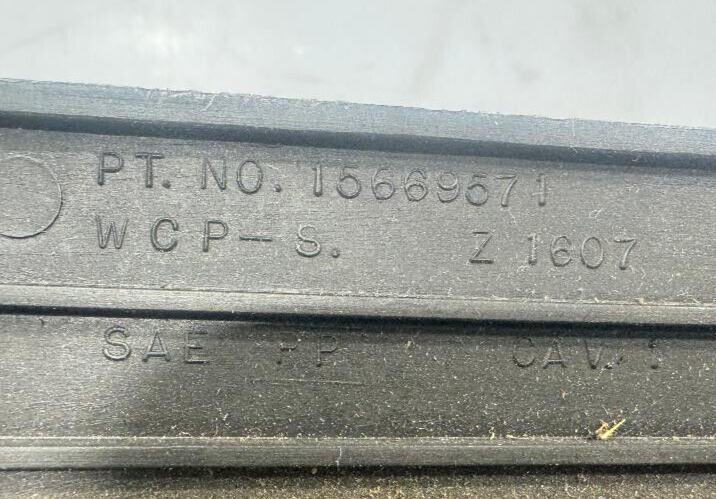 PT. NO. 15669571
WCP-S. Z 1607
SAE PP CAV. 1